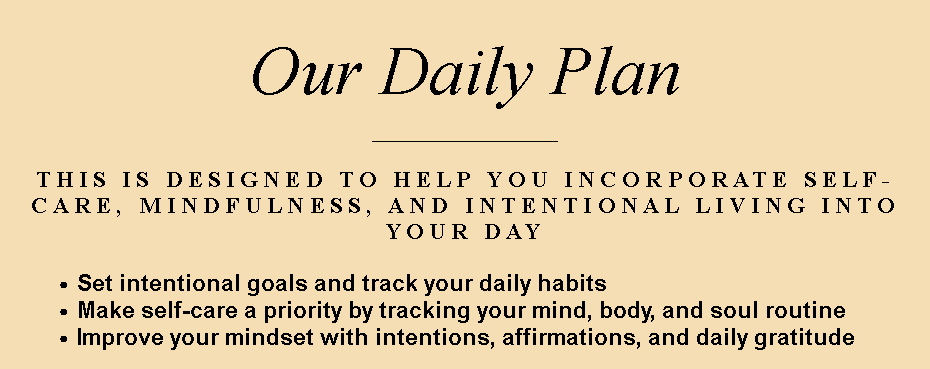 Our Daily Plan
THIS IS DESIGNED TO HELP YOU INCORPORATE SELF-
CARE, MINDFULNESS, AND INTENTIONAL LIVING INTO
YOUR DAY
• Set intentional goals and track your daily habits
• Make self-care a priority by tracking your mind, body, and soul routine
• Improve your mindset with intentions, affirmations, and daily gratitude